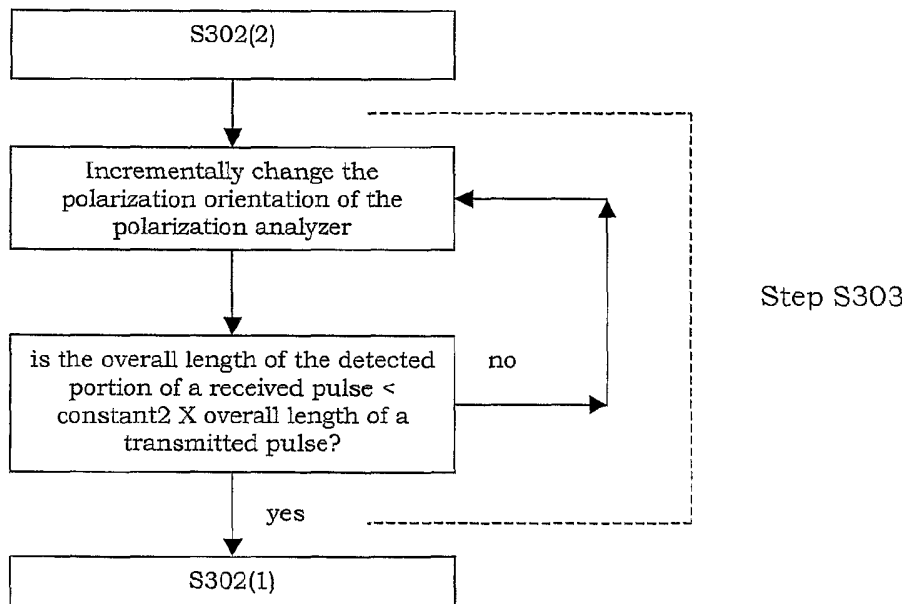 S302(2)
Incrementally change the
polarization orientation of the
polarization analyzer
Step S303
is the overall length of the detected
portion of a received pulse <
constant2 X overall length of a
transmitted pulse?
no
yes
S302(1)